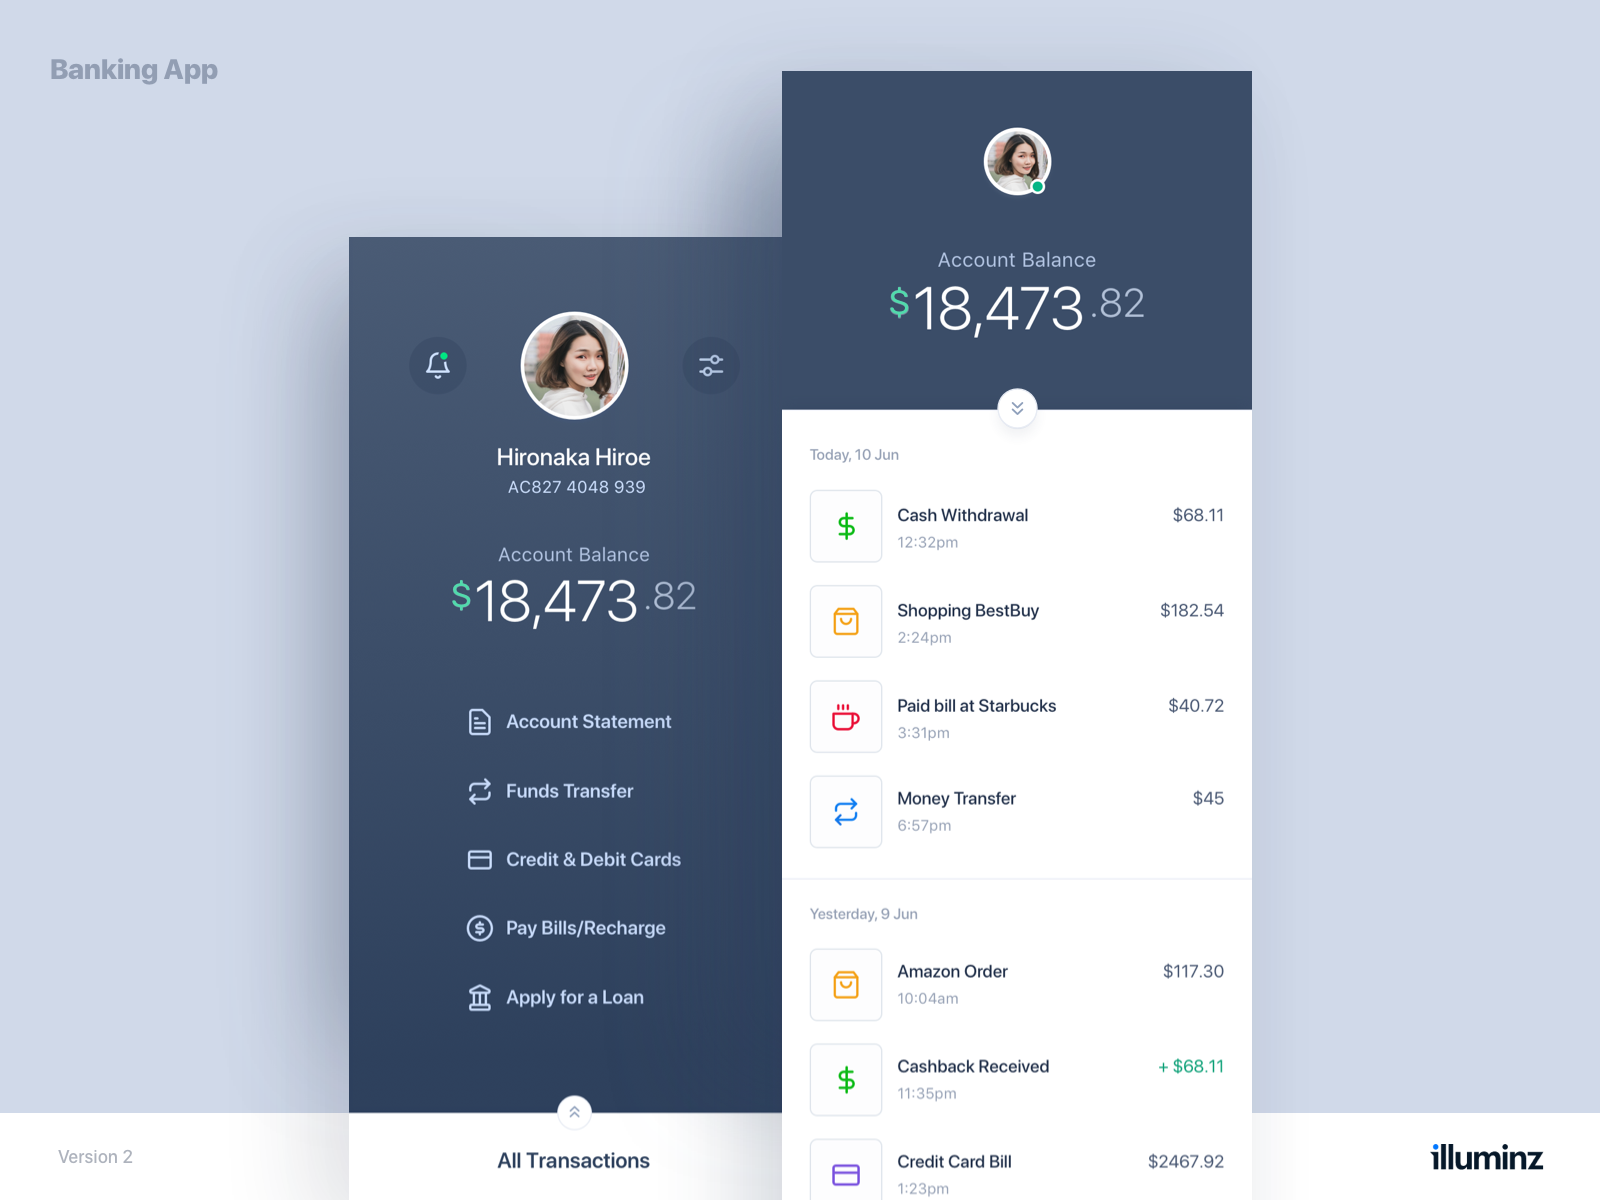 Banking App
Hironaka Hiroe
AC827 4048 939
Account Balance
$18,473.82
Account Statement
Funds Transfer
Credit & Debit Cards
Pay Bills/Recharge
Apply for a Loan
All Transactions
Account Balance
$18,473.82
Today, 10 Jun
Cash Withdrawal $68.11
12:32pm
Shopping BestBuy $182.54
2:24pm
Paid bill at Starbucks $40.72
3:31pm
Money Transfer $45
6:57pm
Yesterday, 9 Jun
Amazon Order $117.30
10:04am
Cashback Received + $68.11
11:35pm
Credit Card Bill $2467.92
1:23pm
Version 2
illuminz